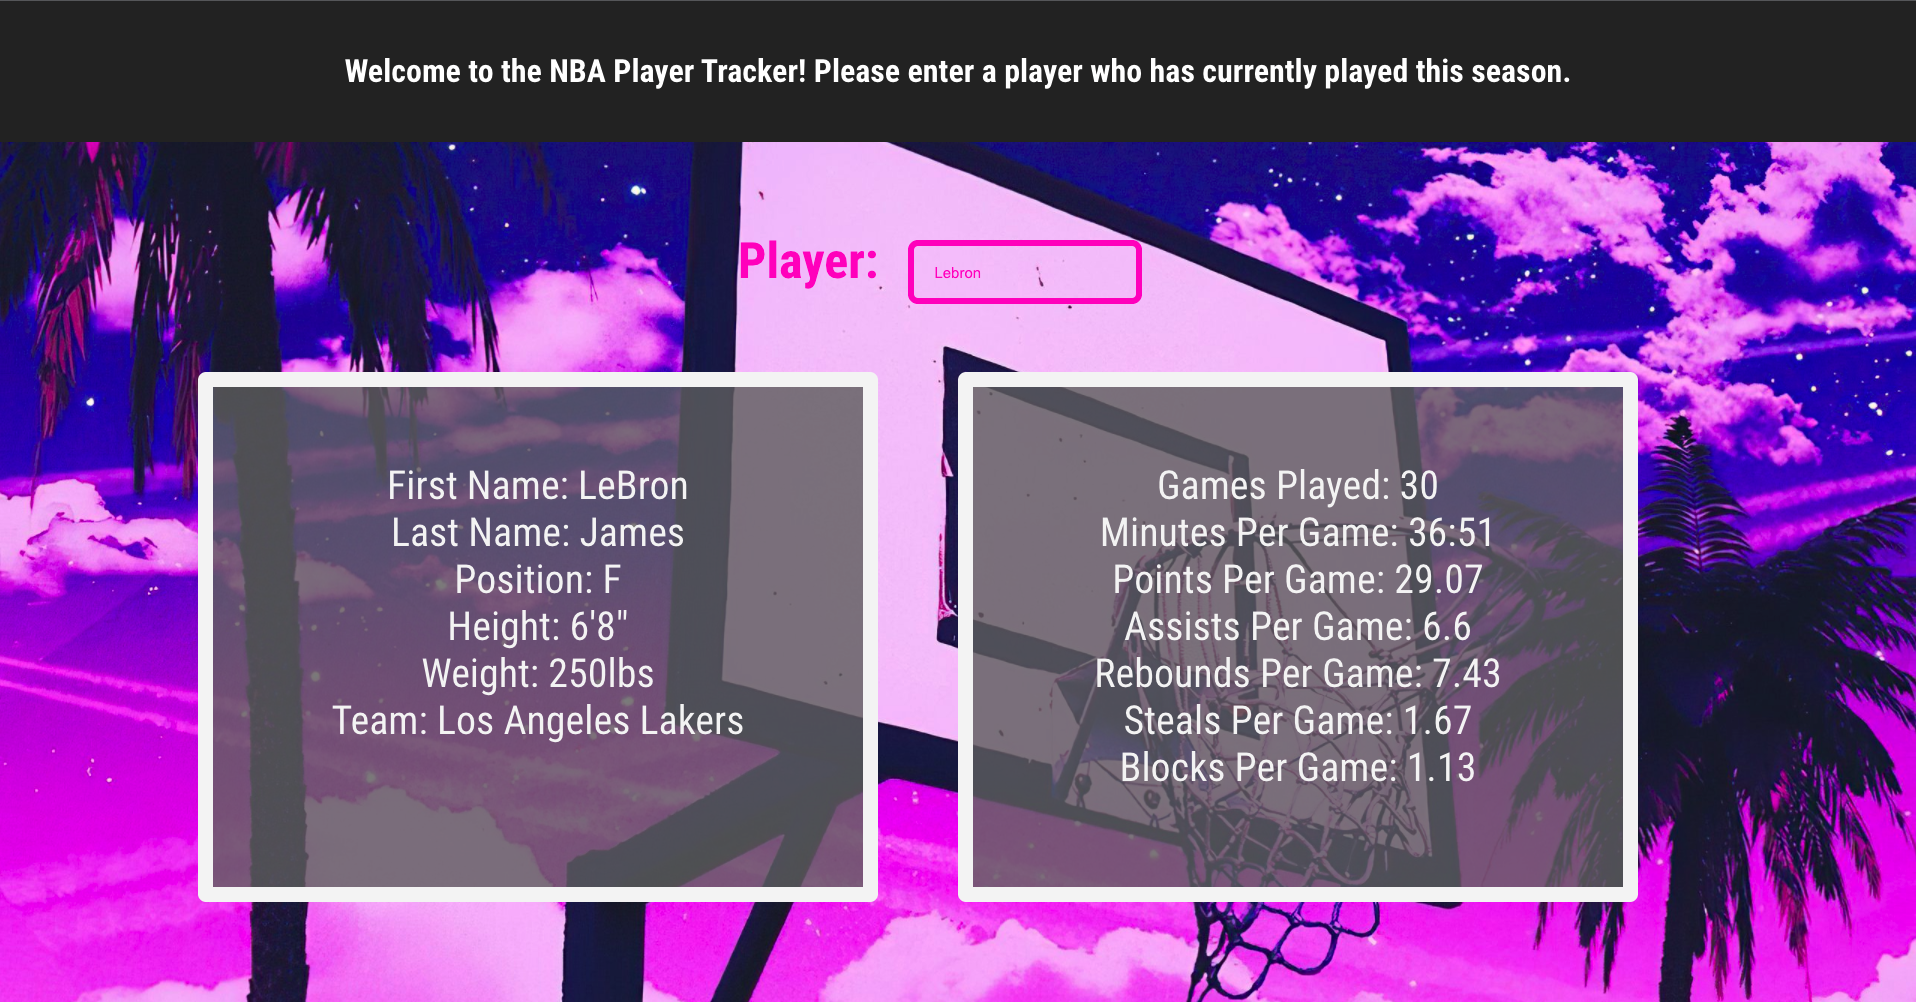 Welcome to the NBA Player Tracker! Please enter a player who has currently played this season.
Player:
Lebron
First Name: LeBron
Last Name: James
Position: F
Height: 6'8"
Weight: 250lbs
Team: Los Angeles Lakers
Games Played: 30
Minutes Per Game: 36:51
Points Per Game: 29.07
Assists Per Game: 6.6
Rebounds Per Game: 7.43
Steals Per Game: 1.67
Blocks Per Game: 1.13